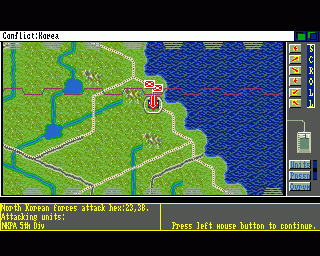 Conflict:Korea
S
C
R
O
L
L
Units
North Korean forces attack hex:23,38.
Attacking units:
NKPA 5th Div
Press left mouse button to continue.